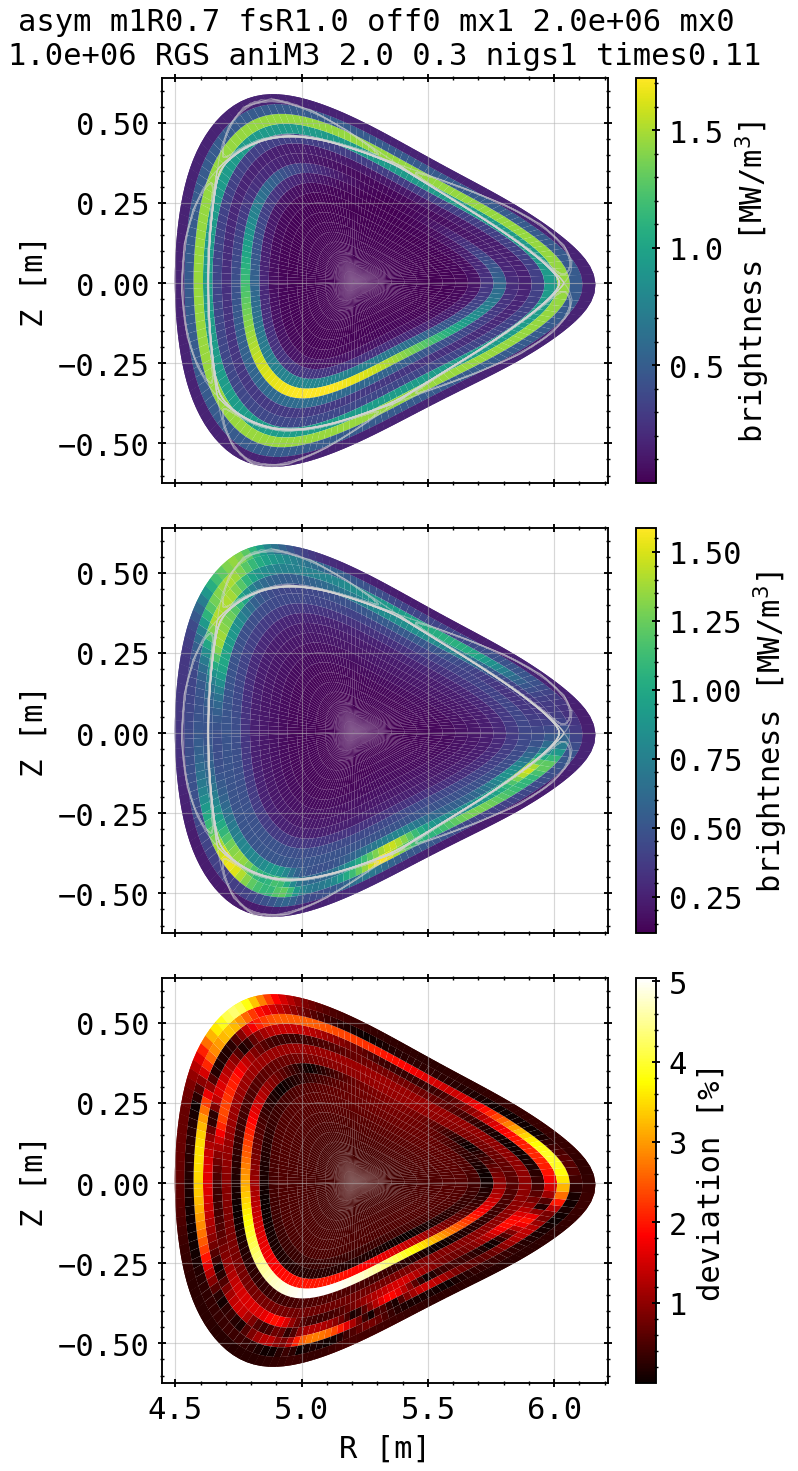 asym m1R0.7 fsR1.0 off0 mx1 2.0e+06 mx0
1.0e+06 RGS aniM3 2.0 0.3 nigs1 times0.11
0.50
0.25
0.00
−0.25
−0.50
Z [m]
1.5
1.0
0.5
brightness [MW/m³]
0.50
0.25
0.00
−0.25
−0.50
Z [m]
1.50
1.25
1.00
0.75
0.50
0.25
brightness [MW/m³]
0.50
0.25
0.00
−0.25
−0.50
Z [m]
5
4
3
2
1
deviation [%]
4.5 5.0 5.5 6.0
R [m]